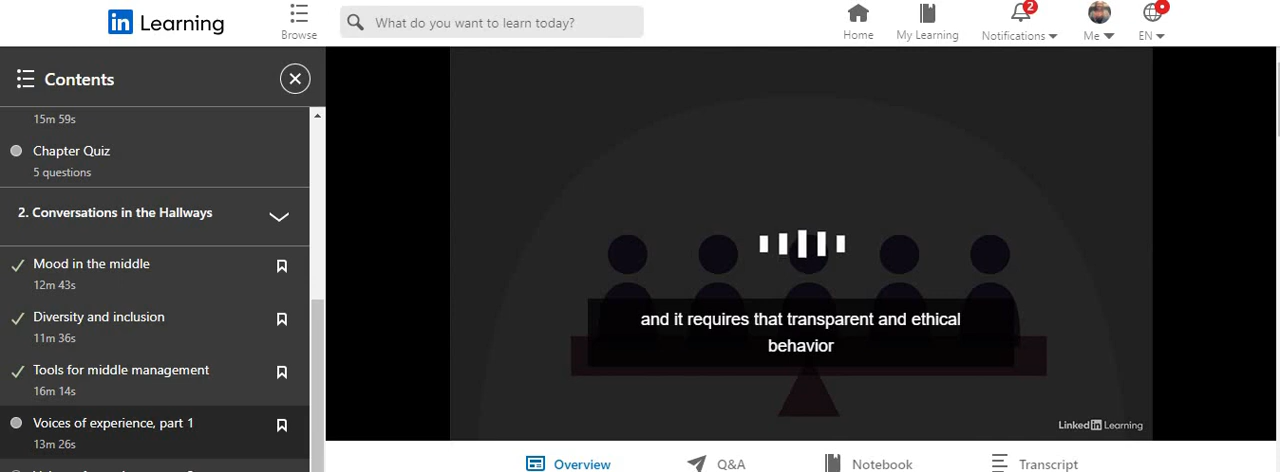 in Learning
Browse
What do you want to learn today?
Home
My Learning
2
Notifications
Me
EN
Contents
15m 59s
Chapter Quiz
5 questions
2. Conversations in the Hallways
Mood in the middle
12m 43s
Diversity and inclusion
11m 36s
Tools for middle management
16m 14s
Voices of experience, part 1
13m 26s
and it requires that transparent and ethical
behavior
Linked in Learning
Overview
Q&A
Notebook
Transcript